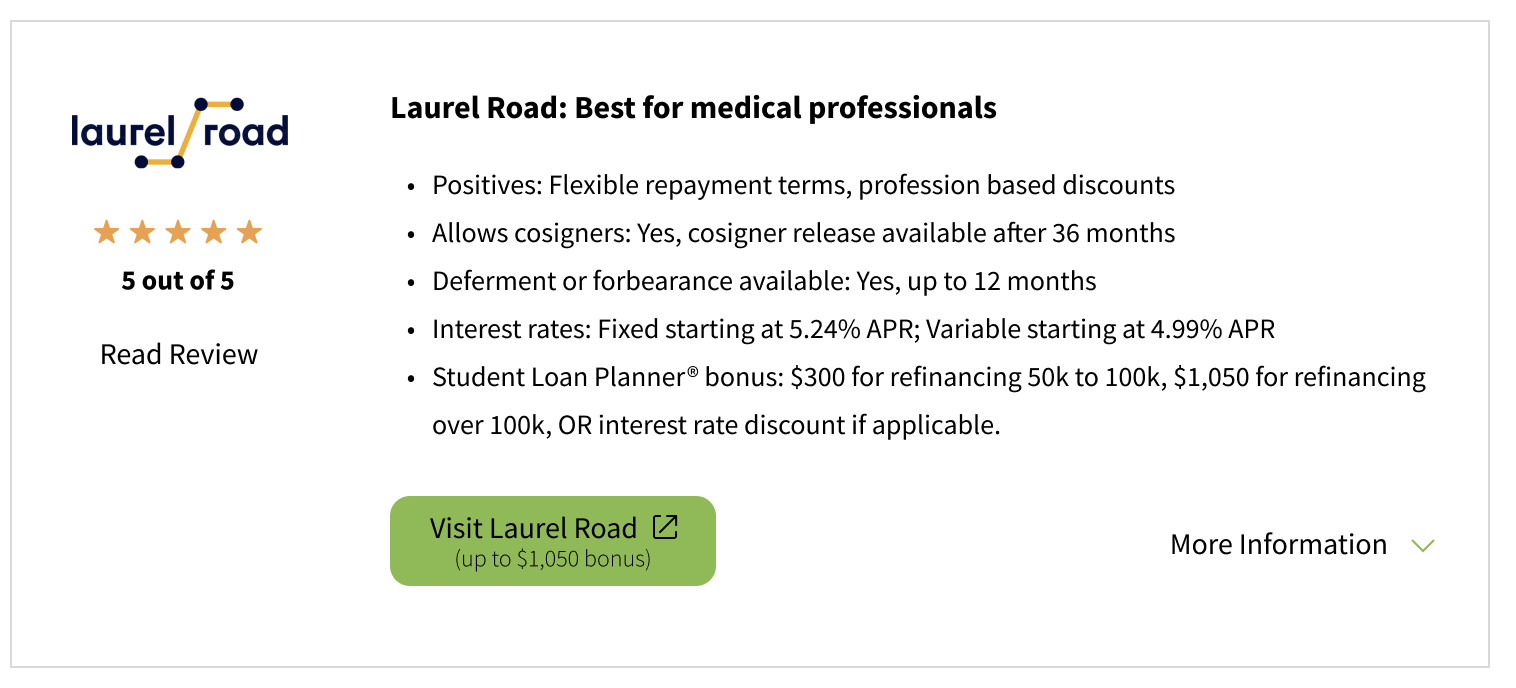 laurel road
5 out of 5
Read Review
Laurel Road: Best for medical professionals
• Positives: Flexible repayment terms, profession based discounts
• Allows cosigners: Yes, cosigner release available after 36 months
• Deferment or forbearance available: Yes, up to 12 months
• Interest rates: Fixed starting at 5.24% APR; Variable starting at 4.99% APR
• Student Loan Planner® bonus: $300 for refinancing 50k to 100k, $1,050 for refinancing
over 100k, OR interest rate discount if applicable.
Visit Laurel Road
(up to $1,050 bonus)
More Information